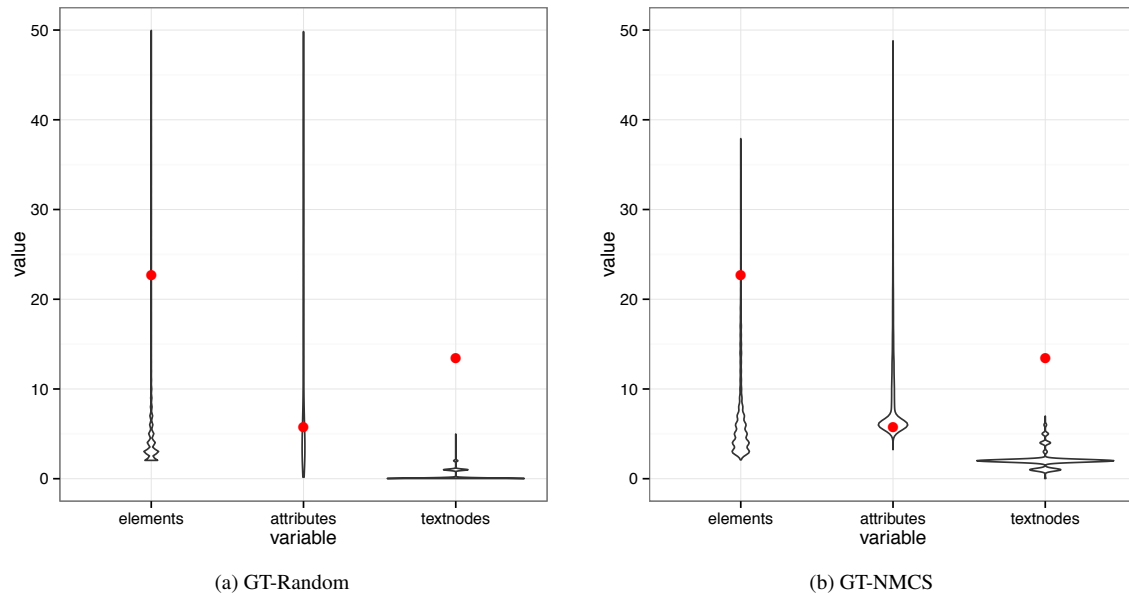 50
40
30
20
10
0
value
elements
attributes
textnodes
variable
(a) GT-Random
50
40
30
20
10
0
value
elements
attributes
textnodes
variable
(b) GT-NMCS